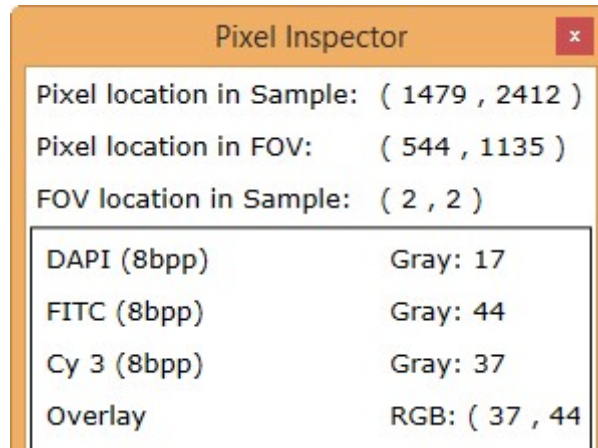 Pixel Inspector
x
Pixel location in Sample: ( 1479 , 2412 )
Pixel location in FOV: ( 544 , 1135 )
FOV location in Sample: ( 2 , 2 )
DAPI (8bpp) Gray: 17
FITC (8bpp) Gray: 44
Cy 3 (8bpp) Gray: 37
Overlay RGB: ( 37 , 44